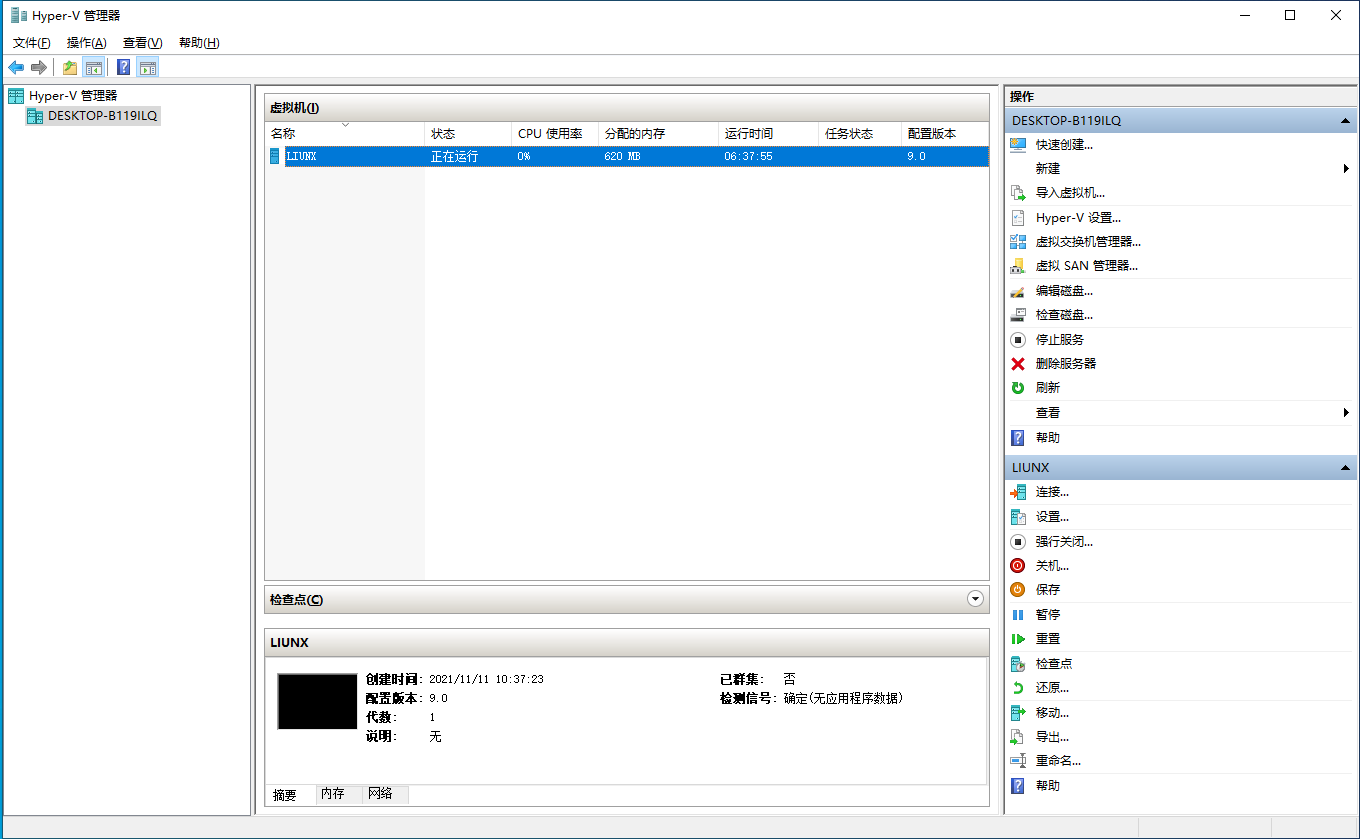 Hyper-V 管理器
文件(F) 操作(A) 查看(V) 帮助(H)
Hyper-V 管理器
DESKTOP-B119ILQ
虚拟机(I)
名称 状态 CPU 使用率 分配的内存 运行时间 任务状态 配置版本
LIUNX 正在运行 0% 620 MB 06:37:55 9.0
检查点(C)
LIUNX
创建时间: 2021/11/11 10:37:23 已群集: 否
配置版本: 9.0 检测信号: 确定(无应用程序数据)
代数: 1
说明: 无
摘要 内存 网络
操作
DESKTOP-B119ILQ
快速创建...
新建
导入虚拟机...
Hyper-V 设置...
虚拟交换机管理器...
虚拟 SAN 管理器...
编辑磁盘...
检查磁盘...
停止服务
删除服务器
刷新
查看
帮助
LIUNX
连接...
设置...
强行关闭...
关机...
保存
暂停
重置
检查点
还原...
移动...
导出...
重命名...
帮助